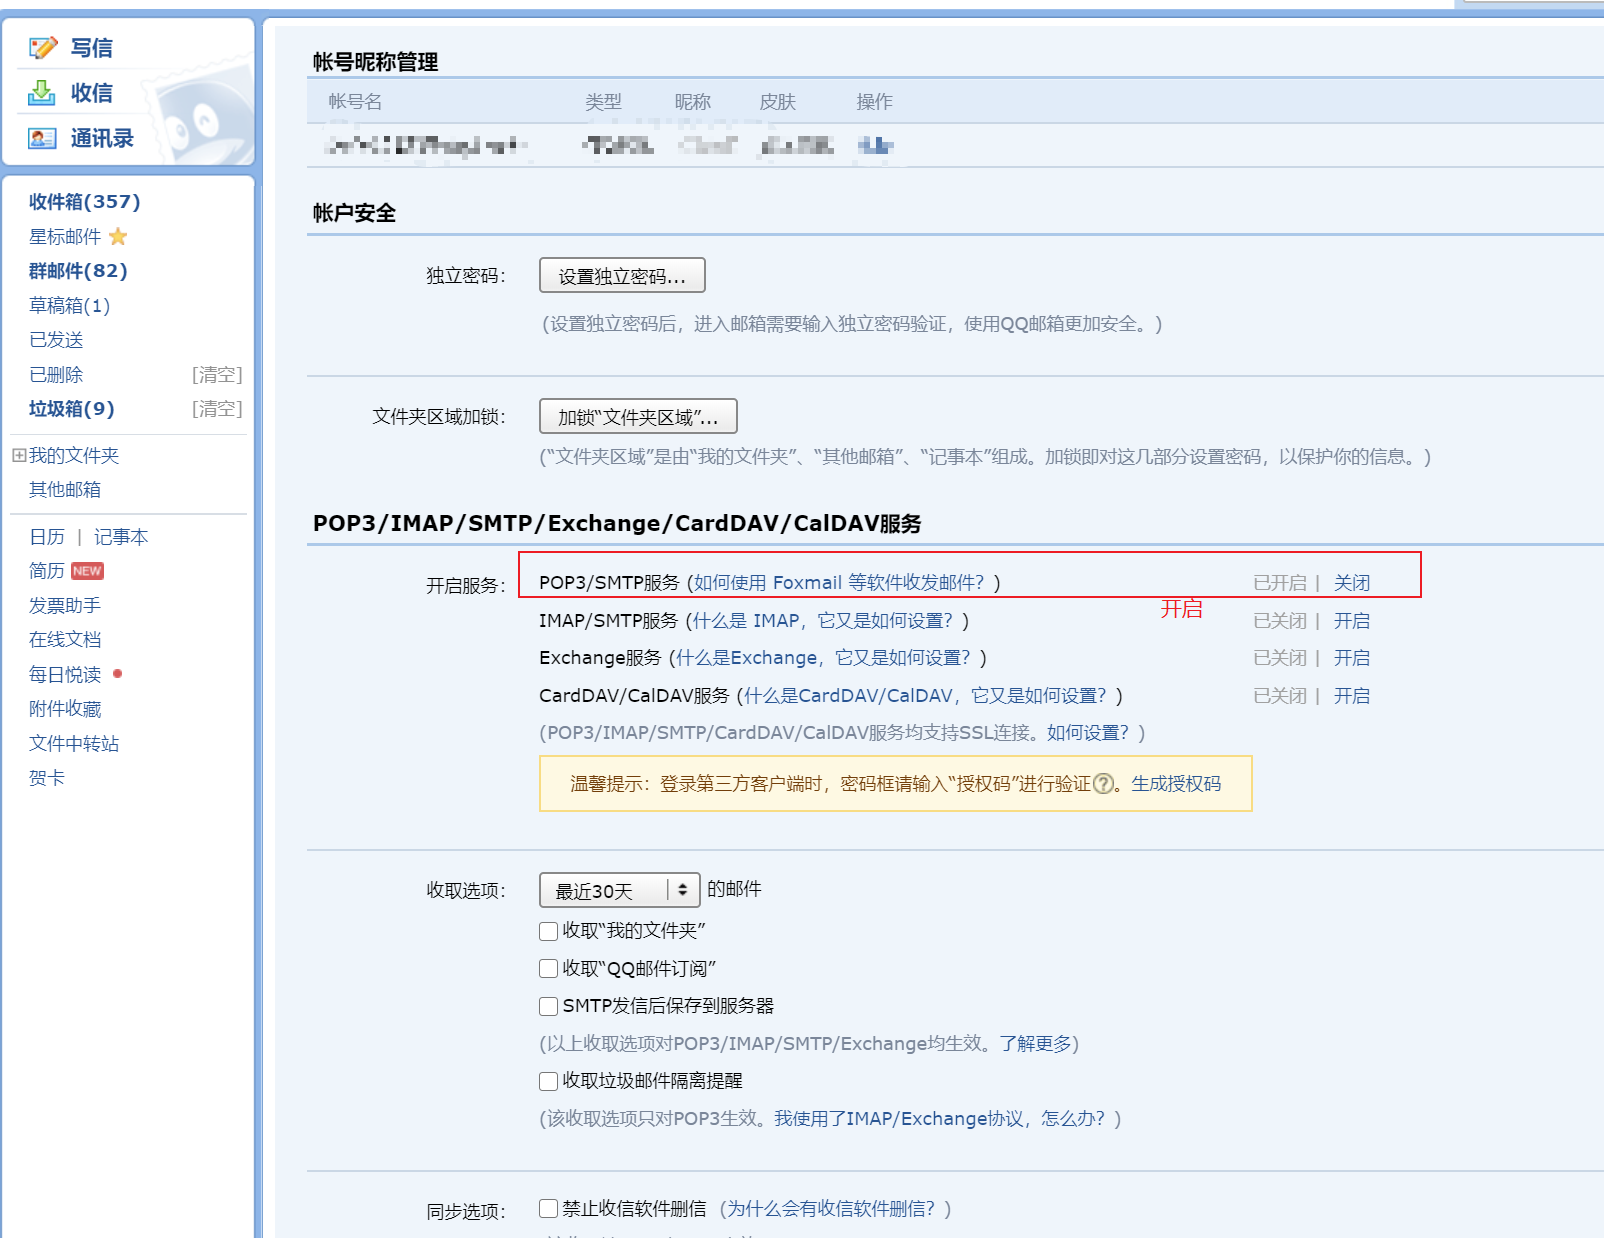 写信
收信
通讯录
收件箱(357)
星标邮件
群邮件(82)
草稿箱(1)
已发送
已删除 [清空]
垃圾箱(9) [清空]
我的文件夹
其他邮箱
日历 | 记事本
简历 NEW
发票助手
在线文档
每日悦读
附件收藏
文件中转站
贺卡
帐号昵称管理
帐号名 类型 昵称 皮肤 操作
帐户安全
独立密码： 设置独立密码...
(设置独立密码后，进入邮箱需要输入独立密码验证，使用QQ邮箱更加安全。)
文件夹区域加锁： 加锁“文件夹区域”...
(“文件夹区域”是由“我的文件夹”、“其他邮箱”、“记事本”组成。加锁即对这几部分设置密码，以保护你的信息。)
POP3/IMAP/SMTP/Exchange/CardDAV/CalDAV服务
开启服务： POP3/SMTP服务 (如何使用 Foxmail 等软件收发邮件？) 已开启 | 关闭
开启
IMAP/SMTP服务 (什么是 IMAP，它又是如何设置？) 已关闭 | 开启
Exchange服务 (什么是Exchange，它又是如何设置？) 已关闭 | 开启
CardDAV/CalDAV服务 (什么是CardDAV/CalDAV，它又是如何设置？) 已关闭 | 开启
(POP3/IMAP/SMTP/CardDAV/CalDAV服务均支持SSL连接。如何设置？)
温馨提示：登录第三方客户端时，密码框请输入“授权码”进行验证?。生成授权码
收取选项： 最近30天 的邮件
收取“我的文件夹”
收取“QQ邮件订阅”
SMTP发信后保存到服务器
(以上收取选项对POP3/IMAP/SMTP/Exchange均生效。了解更多)
收取垃圾邮件隔离提醒
(该收取选项只对POP3生效。我使用了IMAP/Exchange协议，怎么办？)
同步选项： 禁止收信软件删信 (为什么会有收信软件删信？)